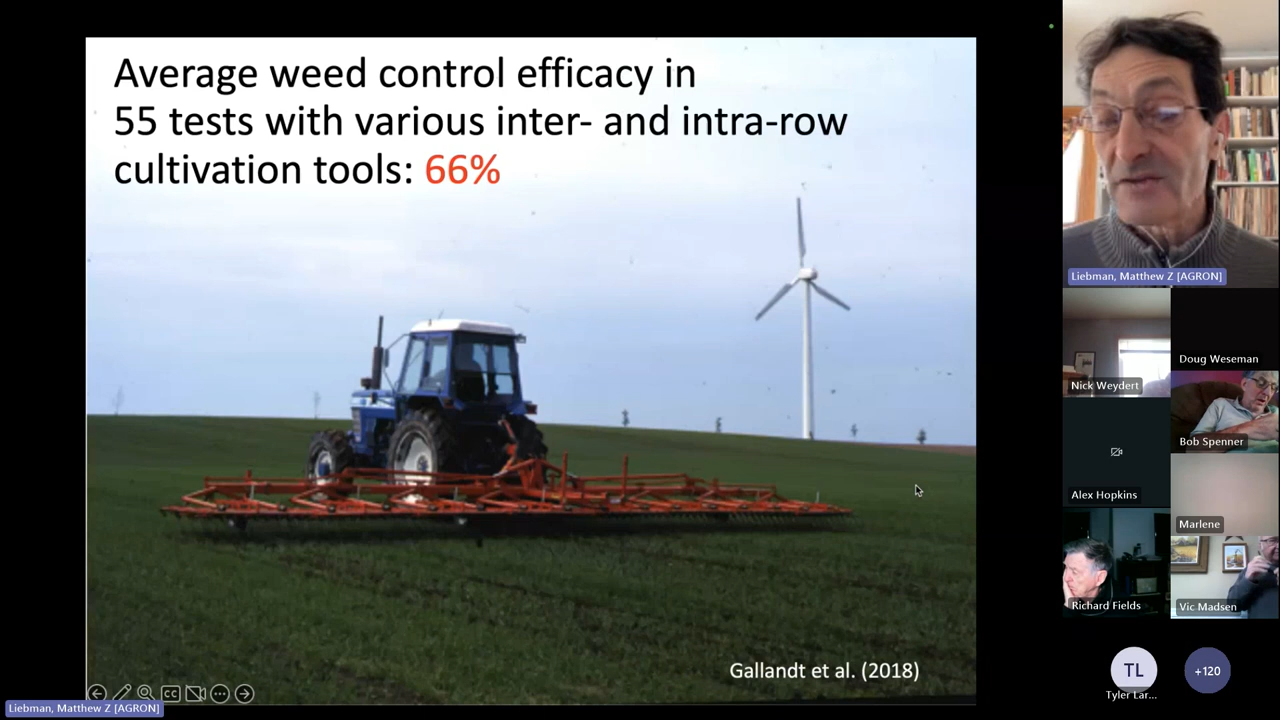 Average weed control efficacy in
55 tests with various inter- and intra-row
cultivation tools: 66%
Gallandt et al. (2018)
CC
Liebman, Matthew Z [AGRON]
Liebman, Matthew Z [AGRON]
Nick Weydert
Doug Weseman
Bob Spenner
Alex Hopkins
Marlene
Richard Fields
Vic Madsen
TL
Tyler Lar...
+120